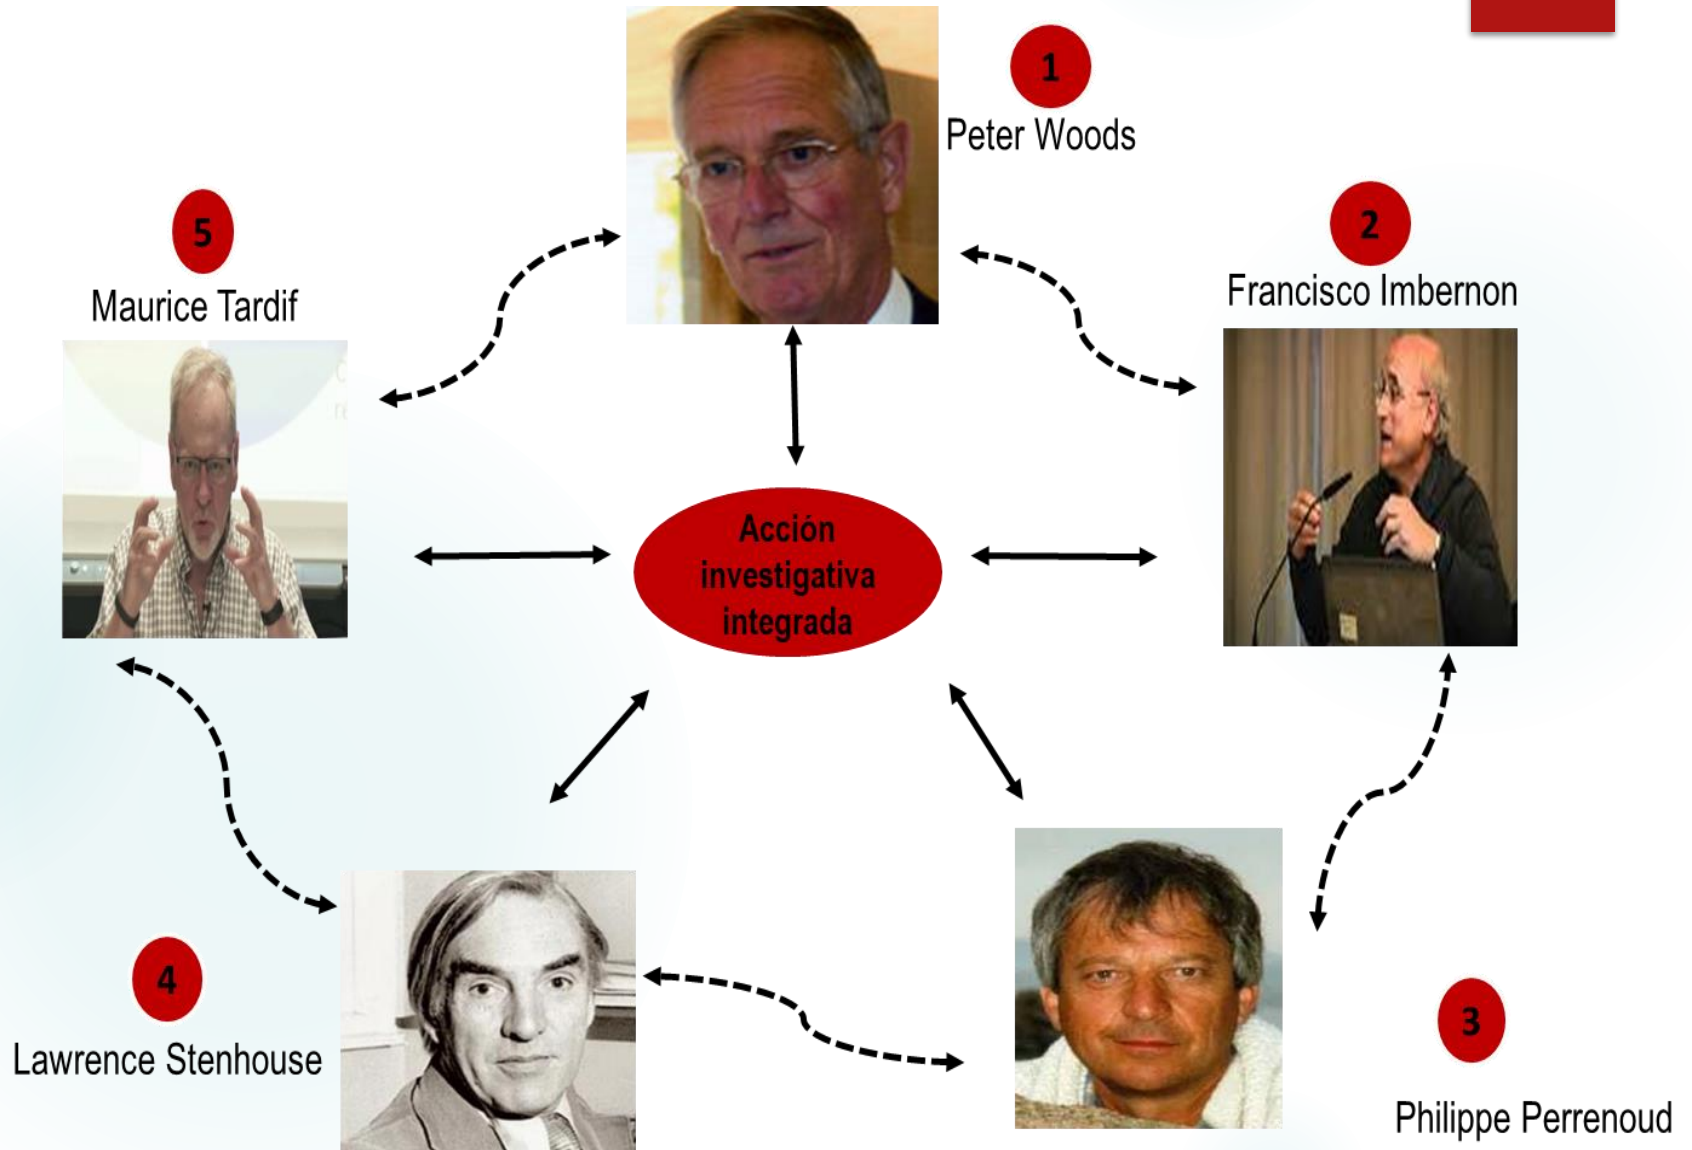 1
Peter Woods
2
Francisco Imbernon
5
Maurice Tardif
Acción
investigativa
integrada
4
Lawrence Stenhouse
3
Philippe Perrenoud